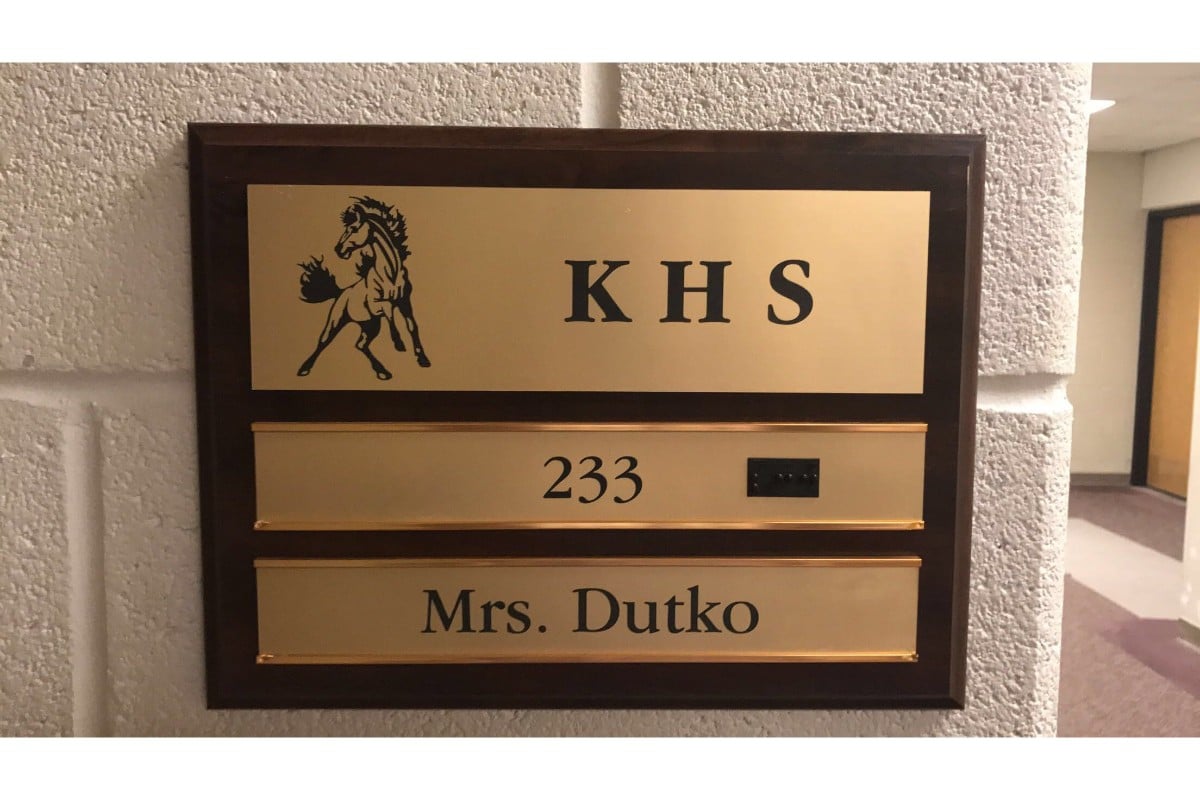 KHS
233
Mrs. Dutko